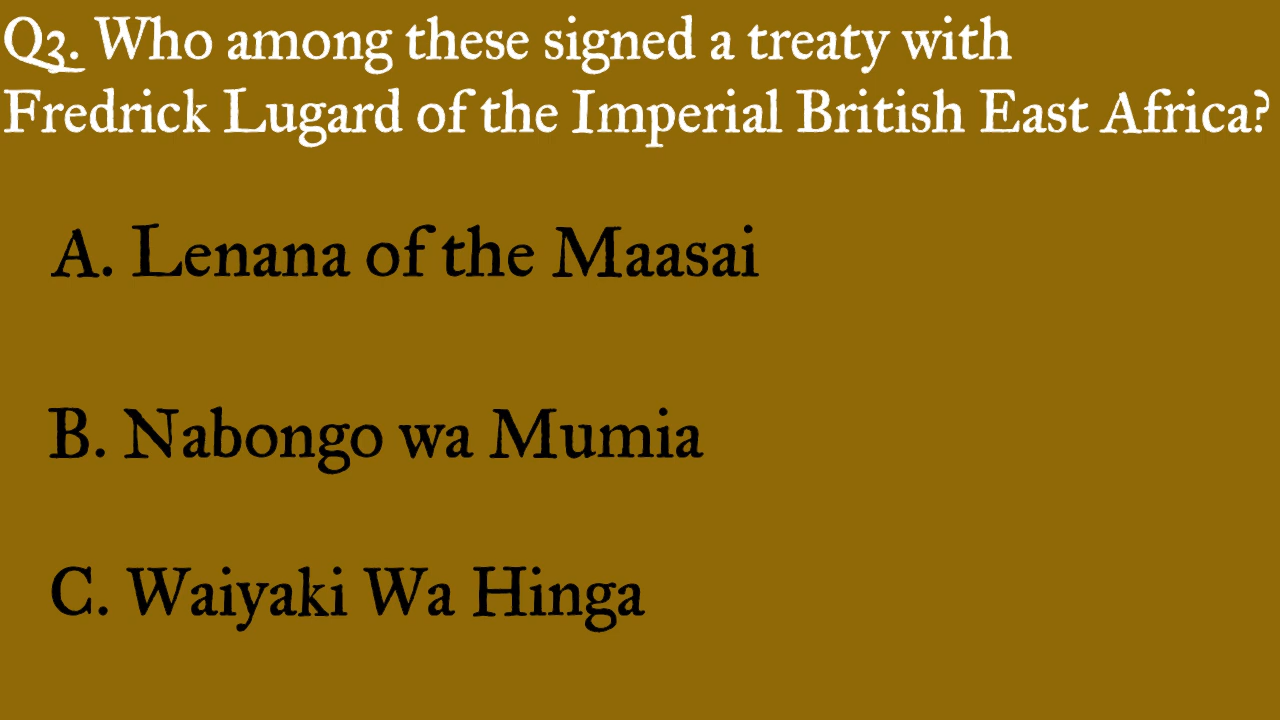 Q3. Who among these signed a treaty with
Fredrick Lugard of the Imperial British East Africa?
A. Lenana of the Maasai
B. Nabongo wa Mumia
C. Waiyaki Wa Hinga